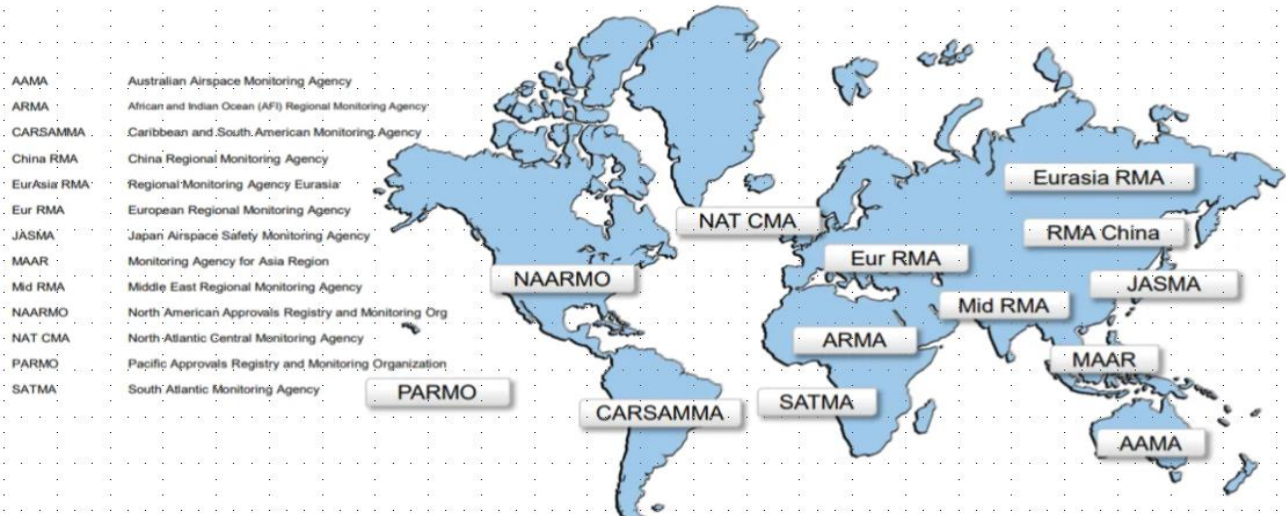 AAMA Australian Airspace Monitoring Agency
ARMA African and Indian Ocean (AFI) Regional Monitoring Agency
CARSAMMA Caribbean and South American Monitoring Agency
China RMA China Regional Monitoring Agency
EurAsia RMA Regional Monitoring Agency Eurasia
Eur RMA European Regional Monitoring Agency
JASMA Japan Airspace Safety Monitoring Agency
MAAR Monitoring Agency for Asia Region
Mid RMA Middle East Regional Monitoring Agency
NAARMO North American Approvals Registry and Monitoring Org
NAT CMA North Atlantic Central Monitoring Agency
PARMO Pacific Approvals Registry and Monitoring Organization
SATMA South Atlantic Monitoring Agency
Eurasia RMA
NAT CMA
RMA China
Eur RMA
NAARMO
JASMA
Mid RMA
ARMA
MAAR
PARMO
SATMA
CARSAMMA
AAMA